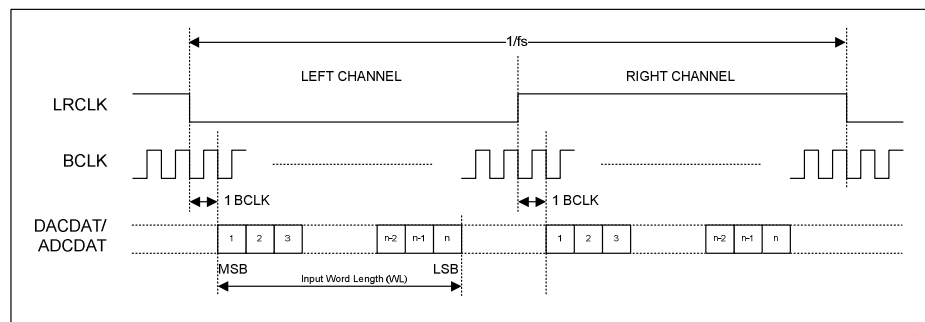 1/fs
LEFT CHANNEL RIGHT CHANNEL
LRCLK
BCLK
1 BCLK 1 BCLK
DACDAT/
ADCDAT
1 2 3 n-2 n-1 n 1 2 3 n-2 n-1 n
MSB LSB
Input Word Length (WL)